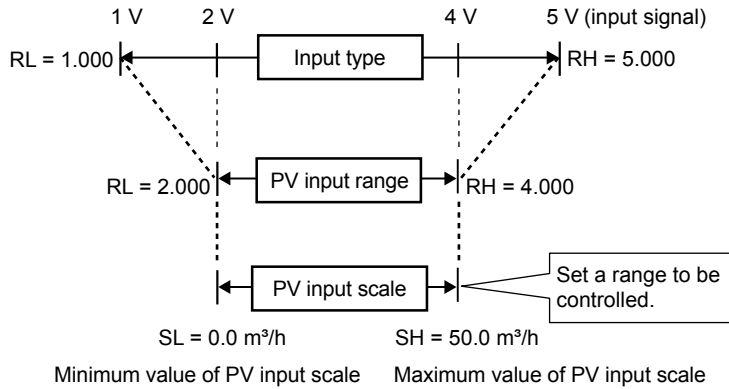 1 V 2 V 4 V 5 V (input signal)
RL = 1.000 Input type RH = 5.000
RL = 2.000 PV input range RH = 4.000
PV input scale
Set a range to be
controlled.
SL = 0.0 m³/h SH = 50.0 m³/h
Minimum value of PV input scale Maximum value of PV input scale